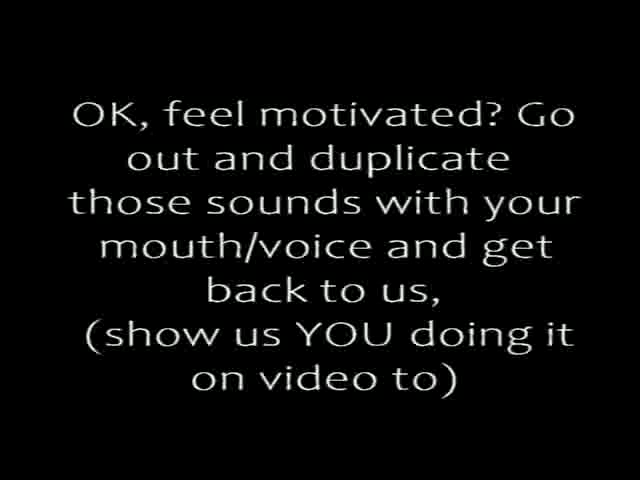 OK, feel motivated? Go
out and duplicate
those sounds with your
mouth/voice and get
back to us,
(show us YOU doing it
on video to)